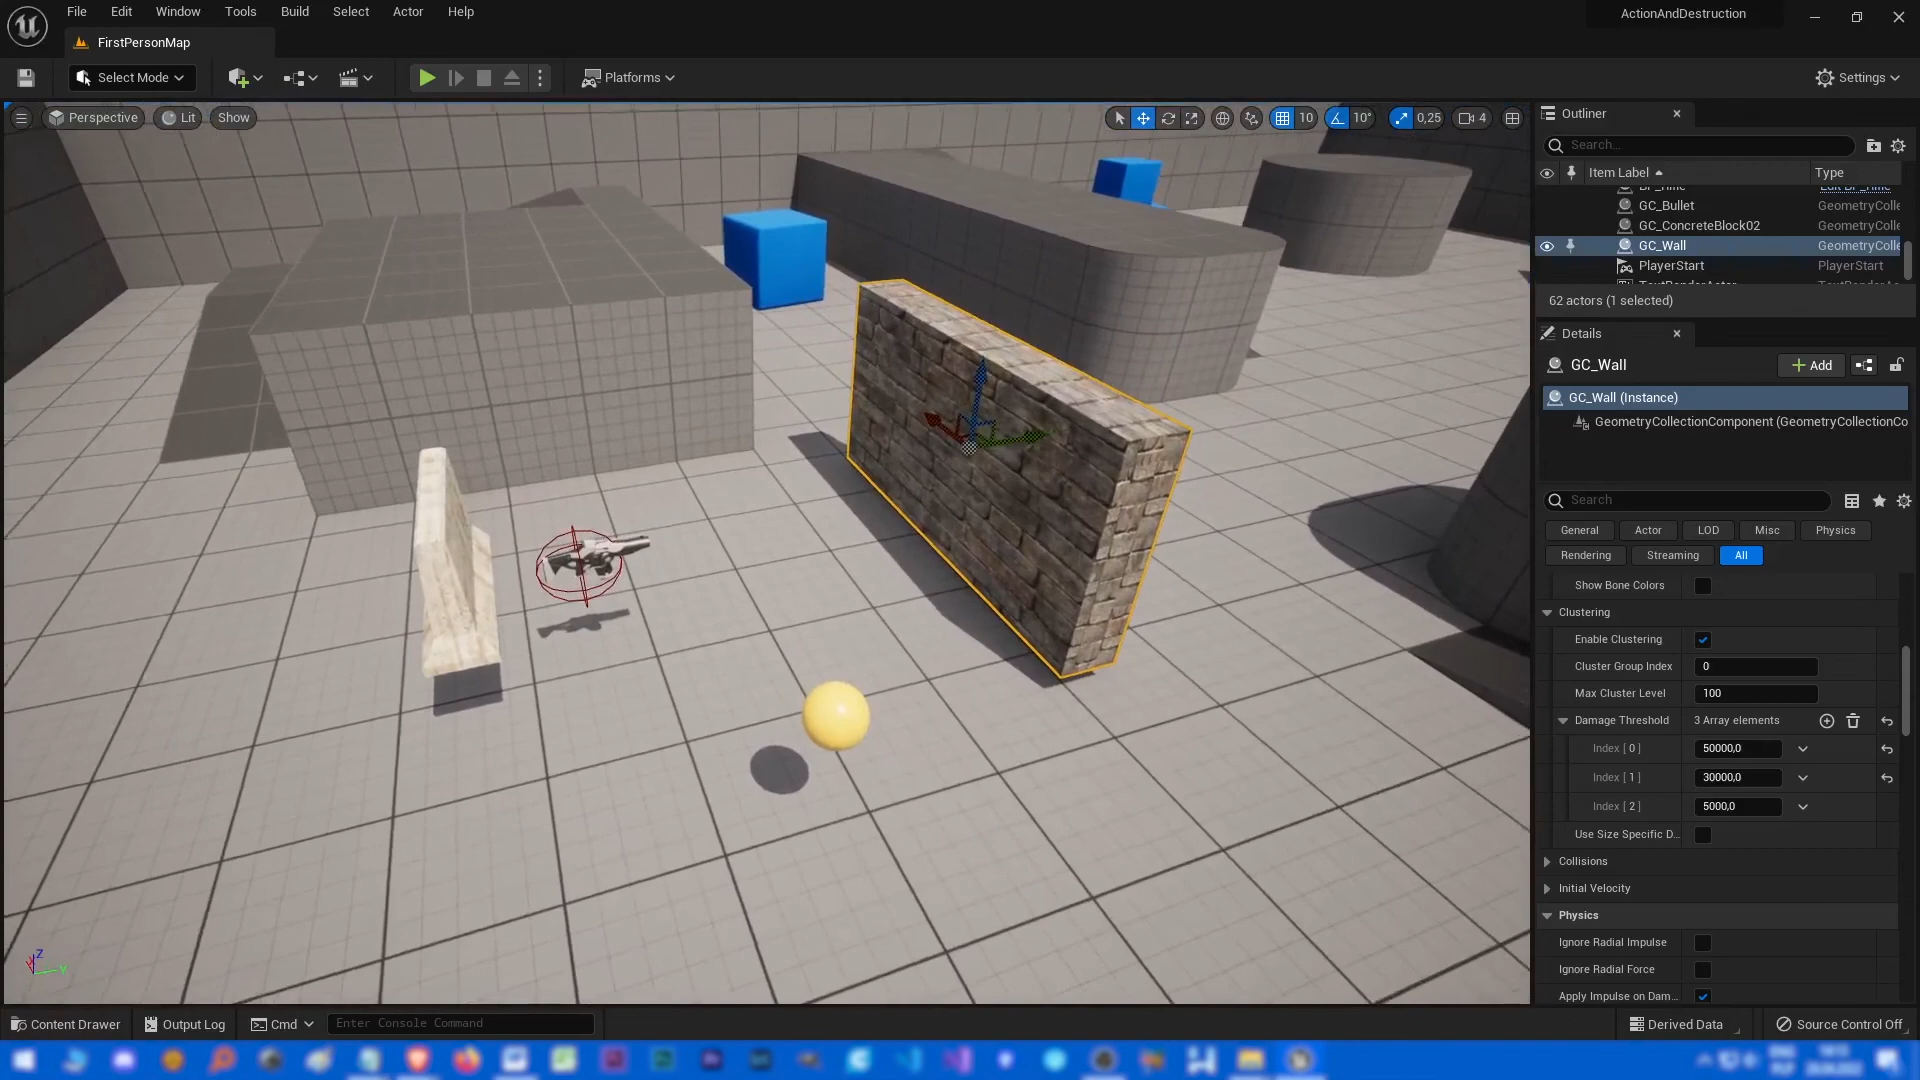 File Edit Window Tools Build Select Actor Help
ActionAndDestruction
FirstPersonMap
Select Mode
Platforms
Settings
Perspective Lit Show
10 10° 0,25 4
Outliner
Search...
Item Label Type
GC_Bullet GeometryColle
GC_ConcreteBlock02 GeometryColle
GC_Wall GeometryColle
PlayerStart PlayerStart
62 actors (1 selected)
Details
GC_Wall
Add
GC_Wall (Instance)
GeometryCollectionComponent (GeometryCollectionCo
Search
General Actor LOD Misc Physics
Rendering Streaming All
Show Bone Colors
Clustering
Enable Clustering
Cluster Group Index 0
Max Cluster Level 100
Damage Threshold 3 Array elements
Index [ 0 ] 50000,0
Index [ 1 ] 30000,0
Index [ 2 ] 5000,0
Use Size Specific D...
Collisions
Initial Velocity
Physics
Ignore Radial Impulse
Ignore Radial Force
Apply Impulse on Dam...
Z
Y
Content Drawer Output Log Cmd Enter Console Command Derived Data Source Control Off